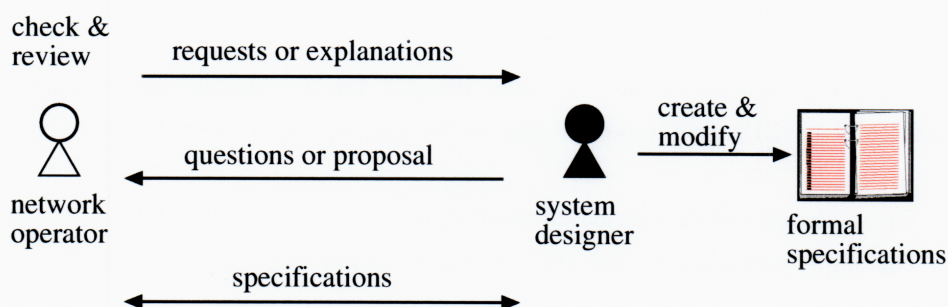 check &
review
requests or explanations
create &
modify
questions or proposal
network
operator
system
designer
formal
specifications
specifications